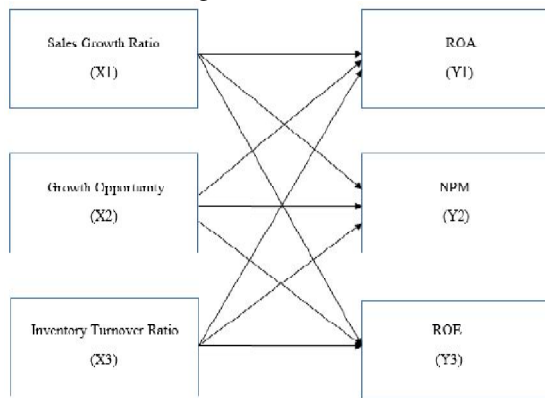 Sales Growth Ratio
(X1)
ROA
(Y1)
Growth Opportunity
(X2)
NPM
(Y2)
Inventory Turnover Ratio
(X3)
ROE
(Y3)